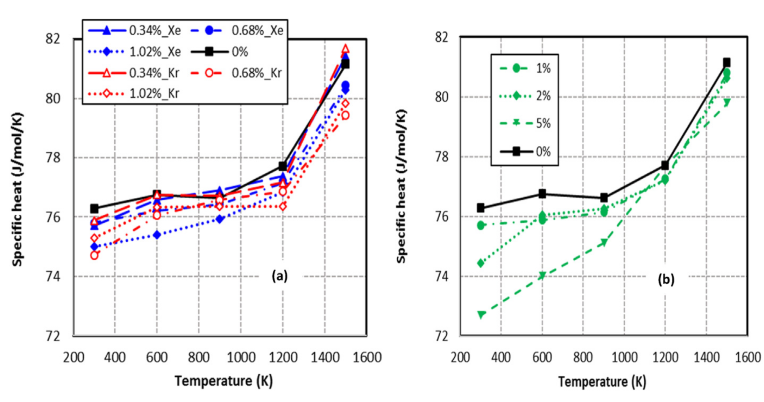 0.34%_Xe 0.68%_Xe
1.02%_Xe 0%
0.34%_Kr 0.68%_Kr
1.02%_Kr
82
80
78
76
74
72
200 400 600 800 1000 1200 1400 1600
Specific heat (J/mol/K)
Temperature (K)
(a)
1%
2%
5%
0%
82
80
78
76
74
72
200 400 600 800 1000 1200 1400 1600
Specific heat (J/mol/K)
Temperature (K)
(b)